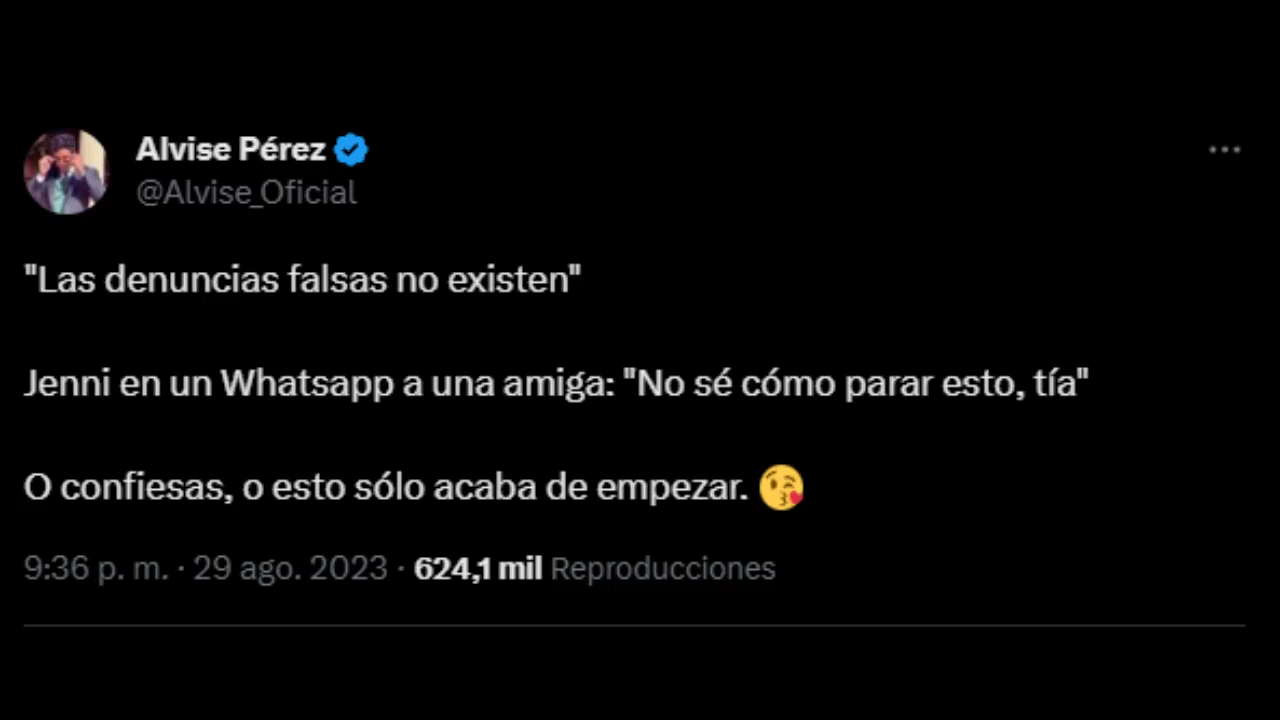 Alvise Pérez
@Alvise_Oficial
"Las denuncias falsas no existen"
Jenni en un Whatsapp a una amiga: "No sé cómo parar esto, tía"
O confiesas, o esto sólo acaba de empezar. 😘
9:36 p. m. · 29 ago. 2023 · 624,1 mil Reproducciones